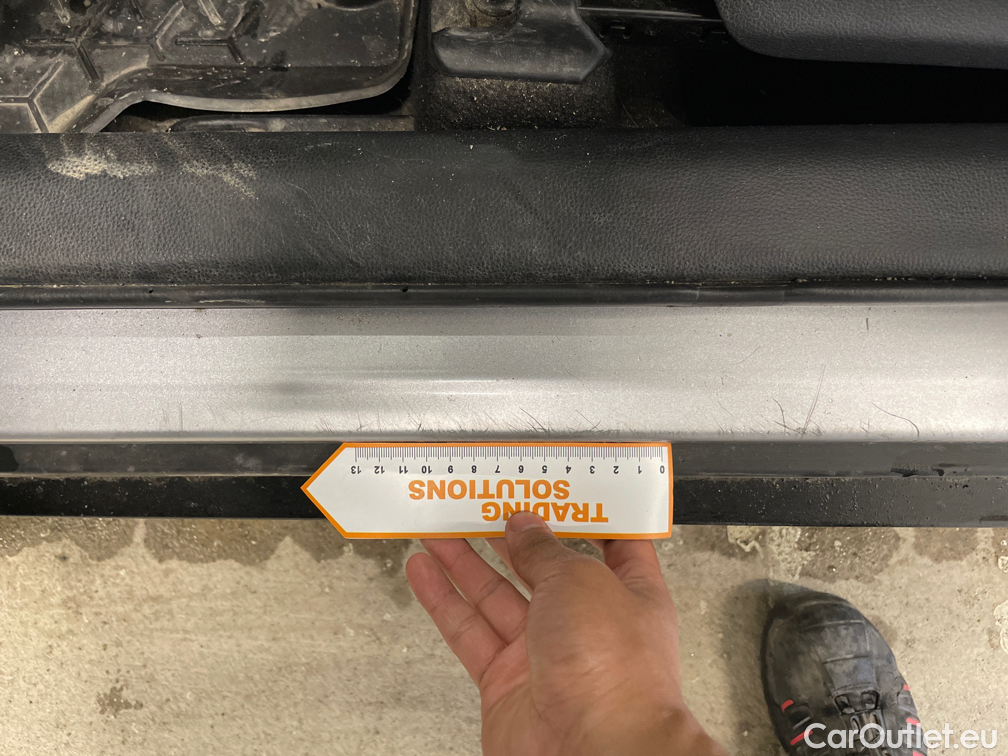 0 1 2 3 4 5 6 7 8 9 10 11 12 13
TRADING
SOLUTIONS
CarOutlet.eu